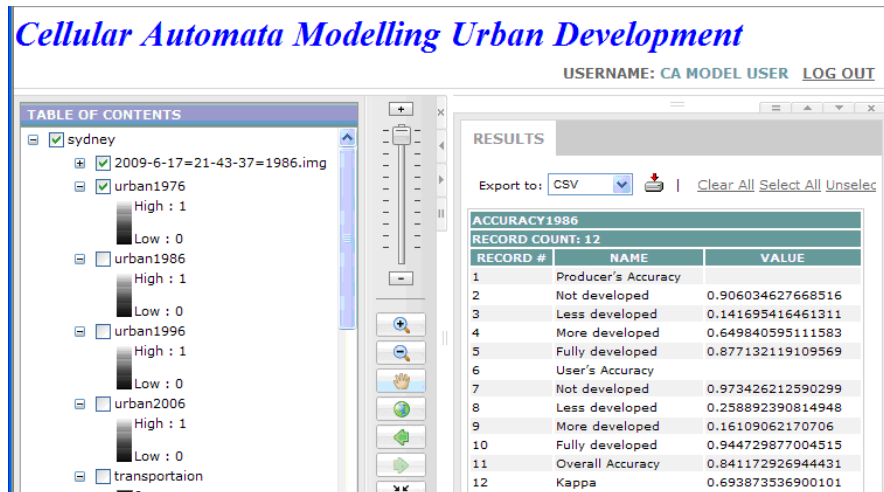 Cellular Automata Modelling Urban Development
USERNAME: CA MODEL USER LOG OUT
TABLE OF CONTENTS
sydney
2009-6-17=21-43-37=1986.img
urban1976
High : 1
Low : 0
urban1986
High : 1
Low : 0
urban1996
High : 1
Low : 0
urban2006
High : 1
Low : 0
transportaion
RESULTS
Export to: CSV | Clear All Select All Unselec
ACCURACY1986
RECORD COUNT: 12
RECORD # NAME VALUE
1 Producer's Accuracy
2 Not developed 0.906034627668516
3 Less developed 0.141695416461311
4 More developed 0.649840595111583
5 Fully developed 0.877132119109569
6 User's Accuracy
7 Not developed 0.973426212590299
8 Less developed 0.258892390814948
9 More developed 0.16109062170706
10 Fully developed 0.944729877004515
11 Overall Accuracy 0.841172926944431
12 Kappa 0.693873536900101